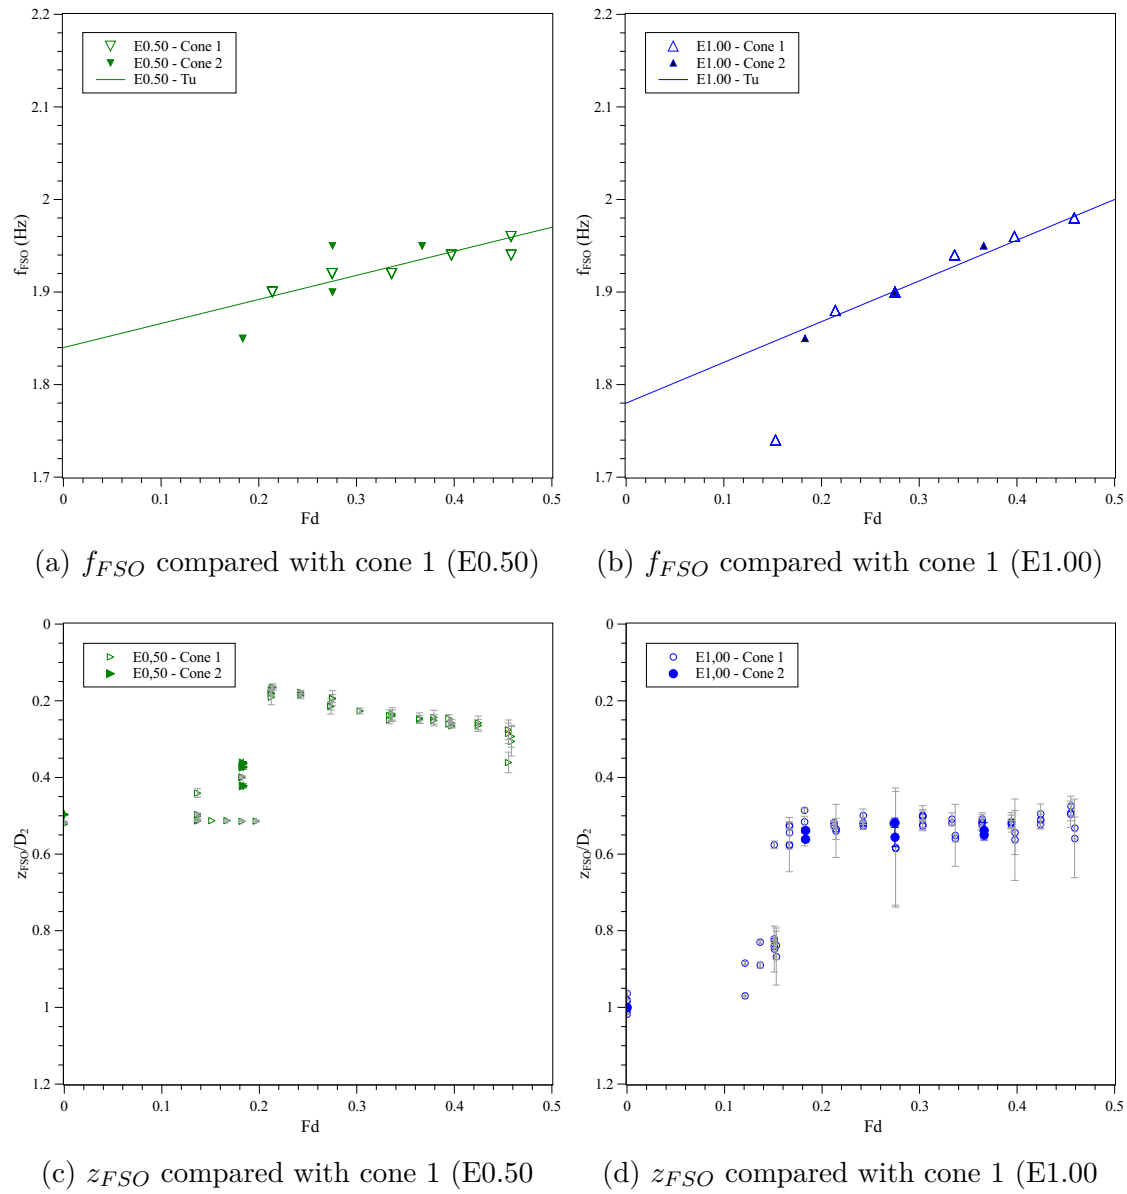 2.2
2.1
2
1.9
1.8
1.7
f_FSO (Hz)
E0.50 - Cone 1
E0.50 - Cone 2
E0.50 - Tu
0 0.1 0.2 0.3 0.4 0.5
Fd
2.2
2.1
2
1.9
1.8
1.7
f_FSO (Hz)
E1.00 - Cone 1
E1.00 - Cone 2
E1.00 - Tu
0 0.1 0.2 0.3 0.4 0.5
Fd
(a) f_FSO compared with cone 1 (E0.50)
(b) f_FSO compared with cone 1 (E1.00)
0
0.2
0.4
0.6
0.8
1
1.2
z_FSO/D_2
E0,50 - Cone 1
E0,50 - Cone 2
0 0.1 0.2 0.3 0.4 0.5
Fd
0
0.2
0.4
0.6
0.8
1
1.2
z_FSO/D_2
E1,00 - Cone 1
E1,00 - Cone 2
0 0.1 0.2 0.3 0.4 0.5
Fd
(c) z_FSO compared with cone 1 (E0.50
(d) z_FSO compared with cone 1 (E1.00